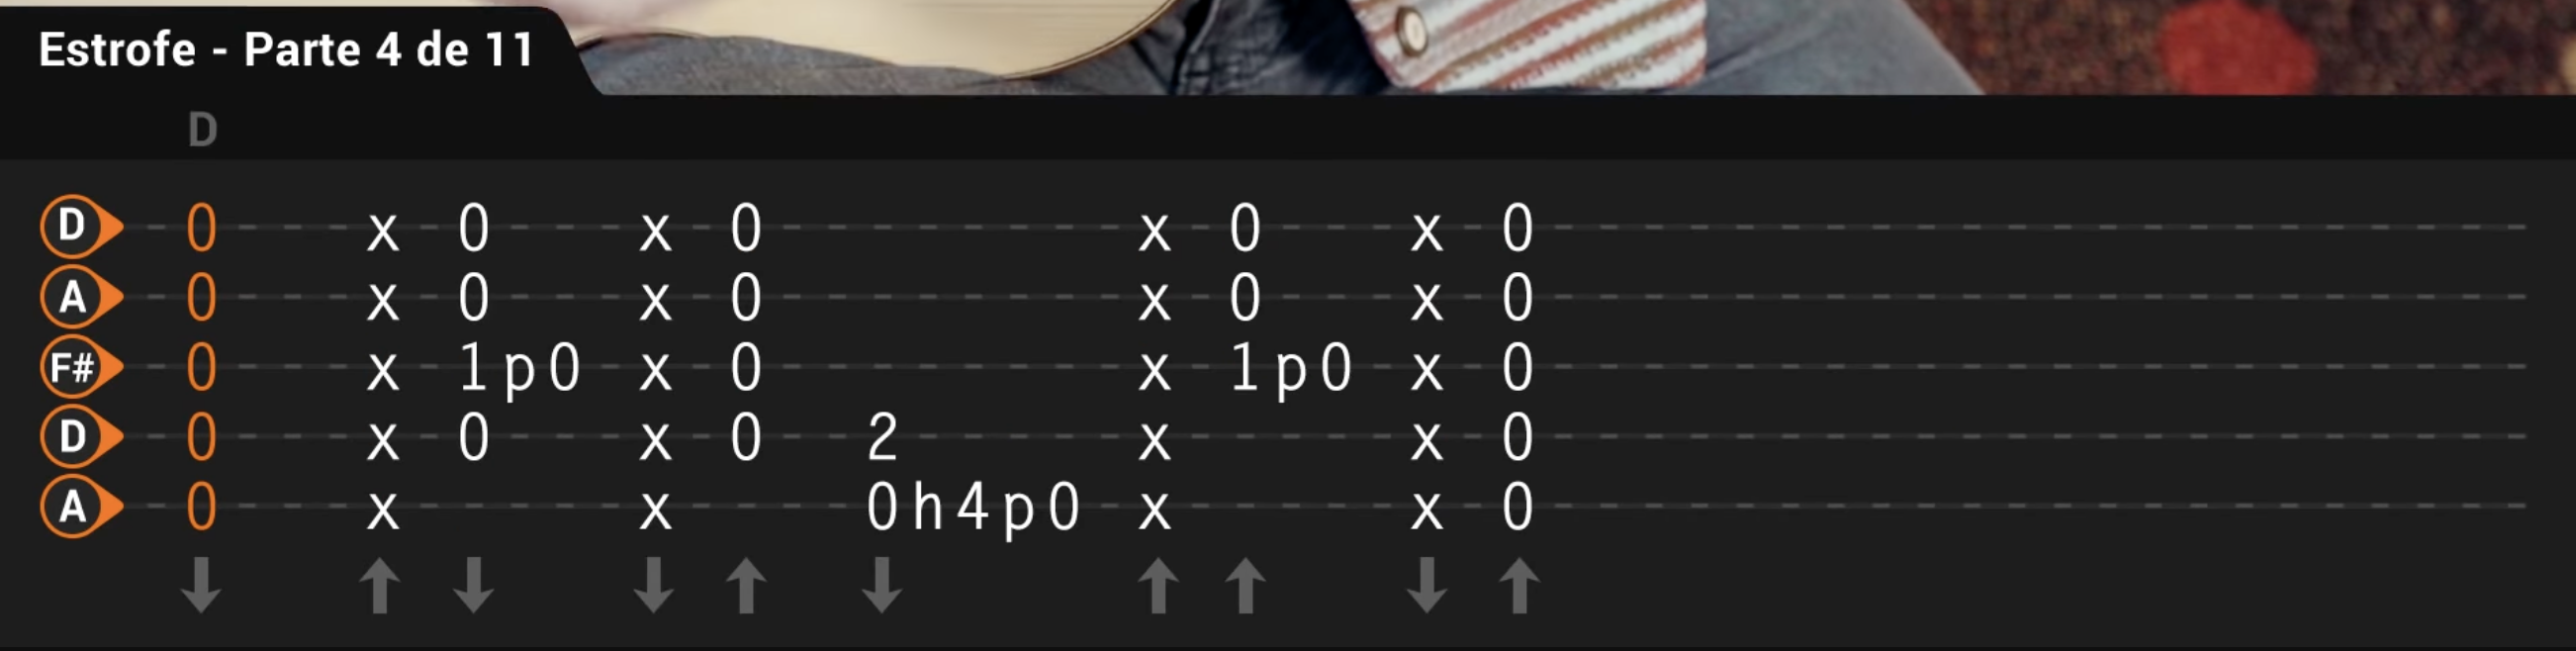 Estrofe - Parte 4 de 11
D
D 0 x 0 x 0 x 0 x 0
A 0 x 0 x 0 x 0 x 0
F# 0 x 1p0 x 0 x 1p0 x 0
D 0 x 0 x 0 2 x x 0
A 0 x x 0h4p0 x x 0